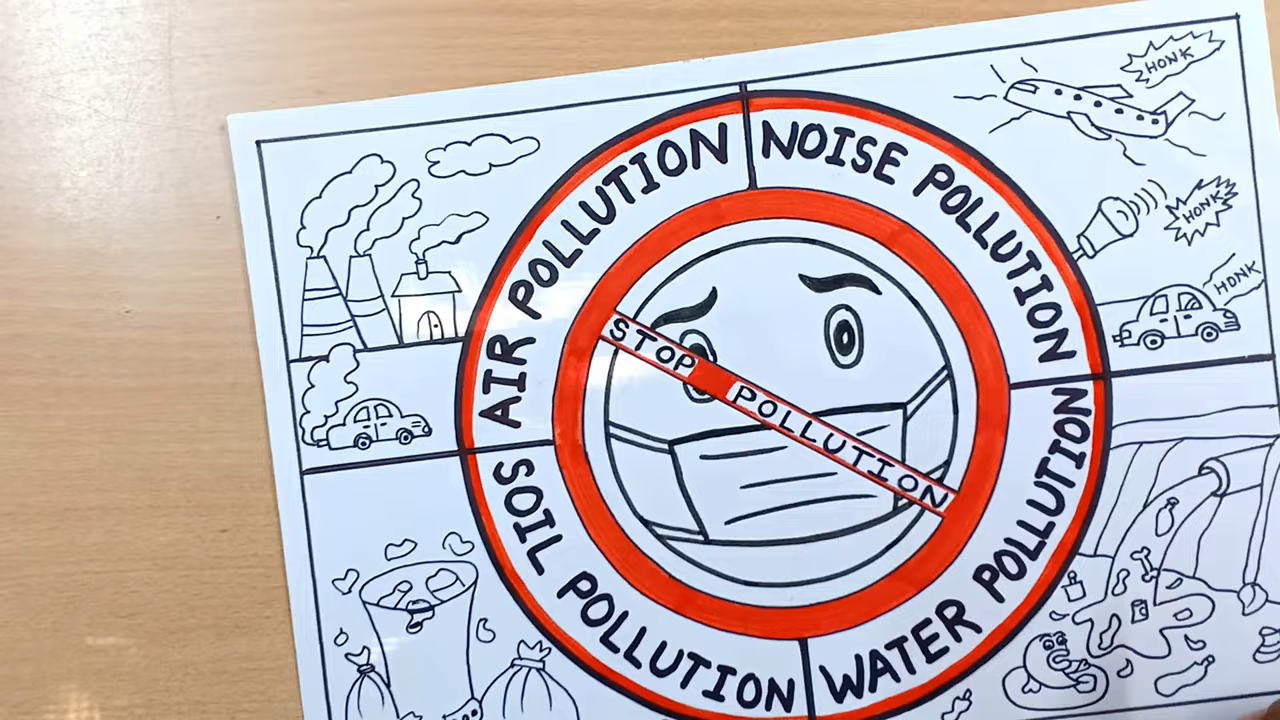 AIR POLLUTION
NOISE POLLUTION
HONK
HONK
HONK
STOP POLLUTION
SOIL POLLUTION
WATER POLLUTION